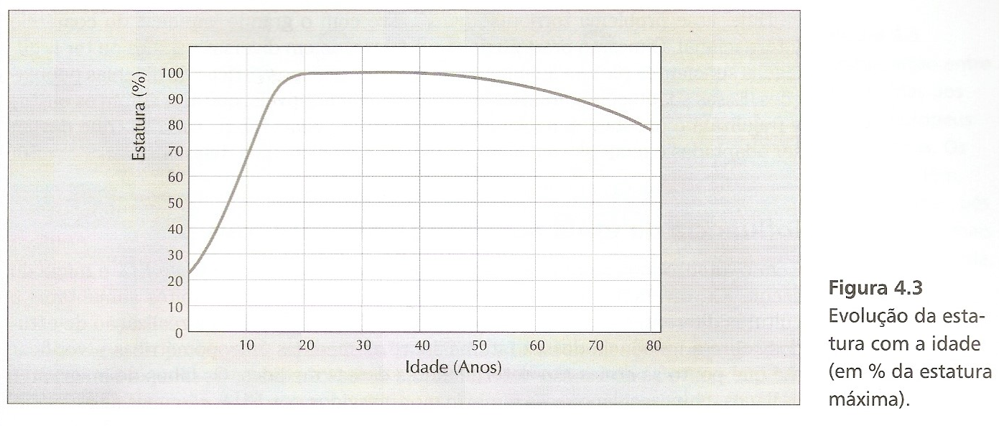 Estatura (%)
100
90
80
70
60
50
40
30
20
10
0
10 20 30 40 50 60 70 80
Idade (Anos)
Figura 4.3
Evolução da esta-
tura com a idade
(em % da estatura
máxima).